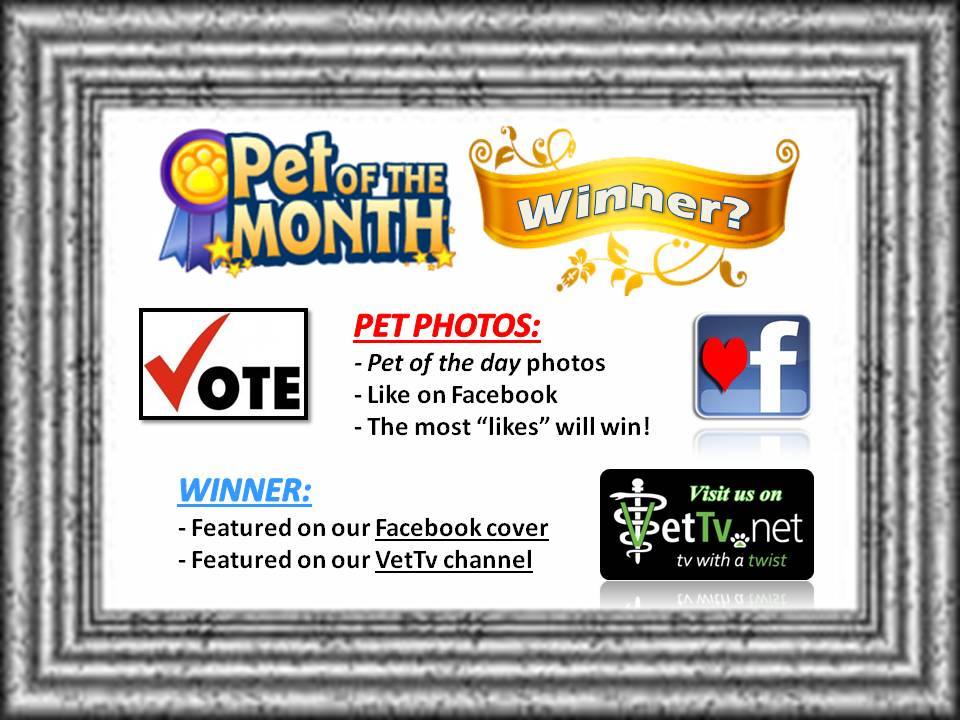 Pet OF THE
MONTH
Winner?
VOTE
PET PHOTOS:
- Pet of the day photos
- Like on Facebook
- The most “likes” will win!
f
WINNER:
- Featured on our Facebook cover
- Featured on our VetTv channel
Visit us on
VetTv.net
tv with a twist